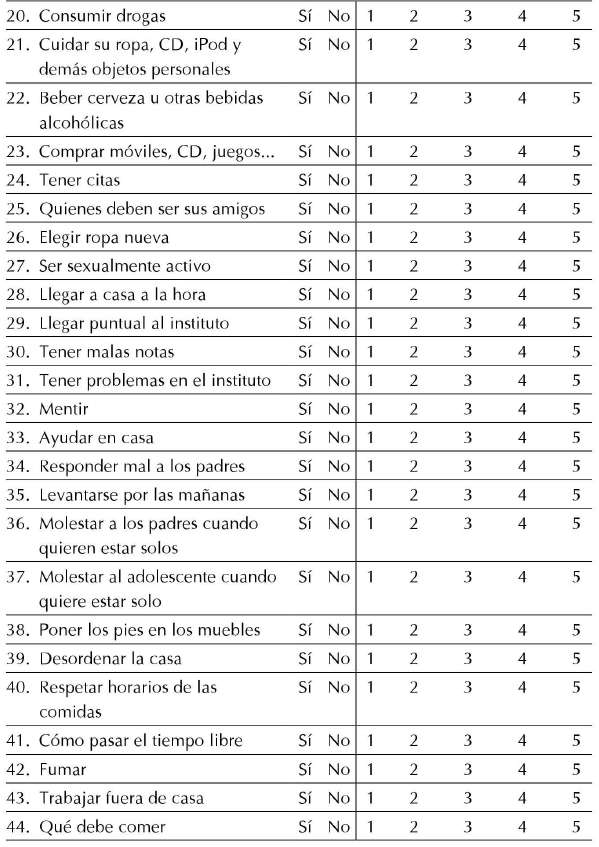 20. Consumir drogas Sí No 1 2 3 4 5
21. Cuidar su ropa, CD, iPod y Sí No 1 2 3 4 5
demás objetos personales
22. Beber cerveza u otras bebidas Sí No 1 2 3 4 5
alcohólicas
23. Comprar móviles, CD, juegos... Sí No 1 2 3 4 5
24. Tener citas Sí No 1 2 3 4 5
25. Quienes deben ser sus amigos Sí No 1 2 3 4 5
26. Elegir ropa nueva Sí No 1 2 3 4 5
27. Ser sexualmente activo Sí No 1 2 3 4 5
28. Llegar a casa a la hora Sí No 1 2 3 4 5
29. Llegar puntual al instituto Sí No 1 2 3 4 5
30. Tener malas notas Sí No 1 2 3 4 5
31. Tener problemas en el instituto Sí No 1 2 3 4 5
32. Mentir Sí No 1 2 3 4 5
33. Ayudar en casa Sí No 1 2 3 4 5
34. Responder mal a los padres Sí No 1 2 3 4 5
35. Levantarse por las mañanas Sí No 1 2 3 4 5
36. Molestar a los padres cuando Sí No 1 2 3 4 5
quieren estar solos
37. Molestar al adolescente cuando Sí No 1 2 3 4 5
quiere estar solo
38. Poner los pies en los muebles Sí No 1 2 3 4 5
39. Desordenar la casa Sí No 1 2 3 4 5
40. Respetar horarios de las Sí No 1 2 3 4 5
comidas
41. Cómo pasar el tiempo libre Sí No 1 2 3 4 5
42. Fumar Sí No 1 2 3 4 5
43. Trabajar fuera de casa Sí No 1 2 3 4 5
44. Qué debe comer Sí No 1 2 3 4 5